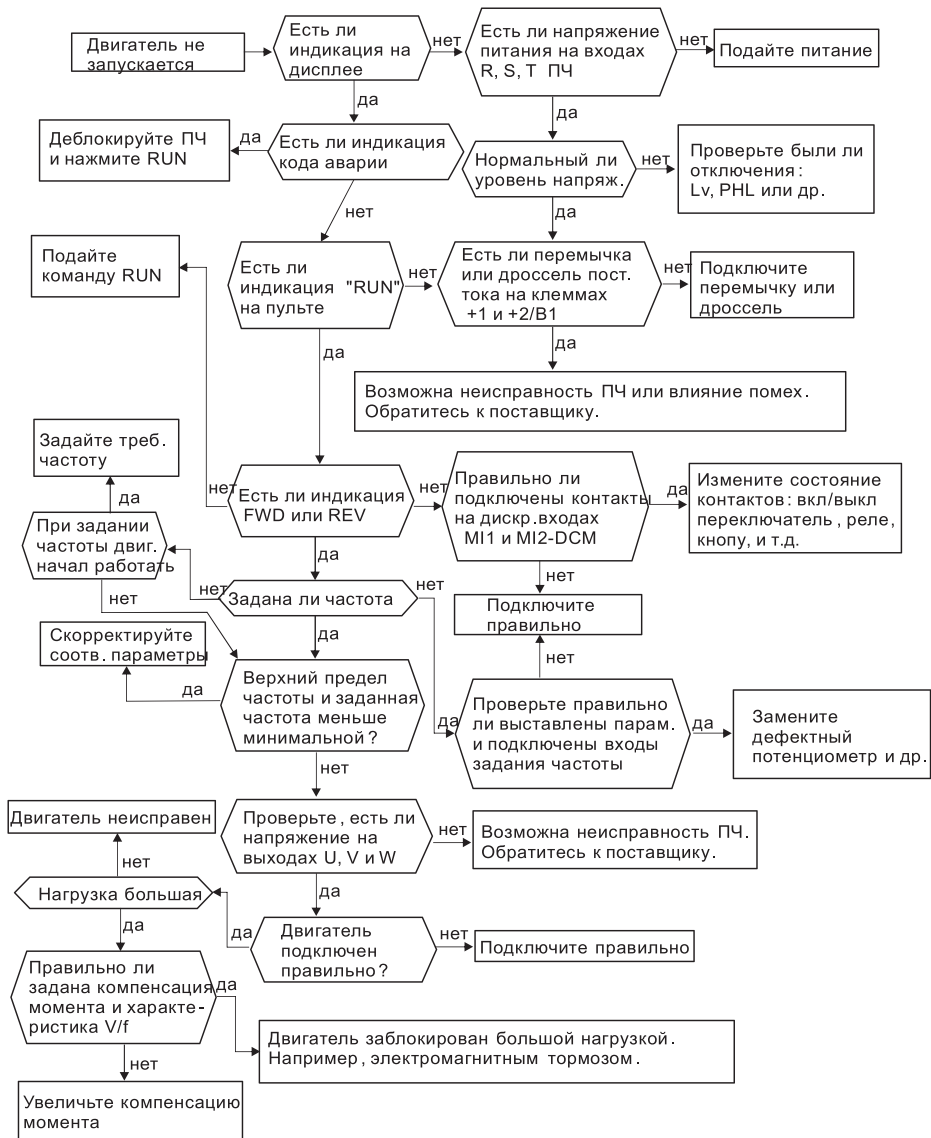 Двигатель не
запускается
Есть ли
индикация на
дисплее
нет
Есть ли напряжение
питания на входах
R, S, T ПЧ
нет
Подайте питание
да
да
Деблокируйте ПЧ
и нажмите RUN
да
Есть ли индикация
кода аварии
Нормальный ли
уровень напряж.
нет
Проверьте были ли
отключения:
Lv, PHL или др.
нет
да
Подайте
команду RUN
Есть ли
индикация "RUN"
на пульте
нет
Есть ли перемычка
или дроссель пост.
тока на клеммах
+1 и +2/B1
нет
Подключите
перемычку или
дроссель
да
да
Возможна неисправность ПЧ или влияние помех.
Обратитесь к поставщику.
Задайте треб.
частоту
да
нет
Есть ли индикация
FWD или REV
нет
Правильно ли
подключены контакты
на дискр.входах
MI1 и MI2-DCM
да
Измените состояние
контактов: вкл/выкл
переключатель, реле,
кнопу, и т.д.
При задании
частоты двиг.
начал работать
да
нет
нет
нет
Задана ли частота
нет
Подключите
правильно
да
нет
Скорректируйте
соотв. параметры
да
Верхний предел
частоты и заданная
частота меньше
минимальной?
да
Проверьте правильно
ли выставлены парам.
и подключены входы
задания частоты
да
Замените
дефектный
потенциометр и др.
нет
Двигатель неисправен
Проверьте, есть ли
напряжение на
выходах U, V и W
нет
Возможна неисправность ПЧ.
Обратитесь к поставщику.
нет
да
Нагрузка большая
да
да
Двигатель
подключен
правильно?
нет
Подключите правильно
Правильно ли
задана компенсация
момента и характе-
ристика V/f
да
Двигатель заблокирован большой нагрузкой.
Например, электромагнитным тормозом.
нет
Увеличьте компенсацию
момента